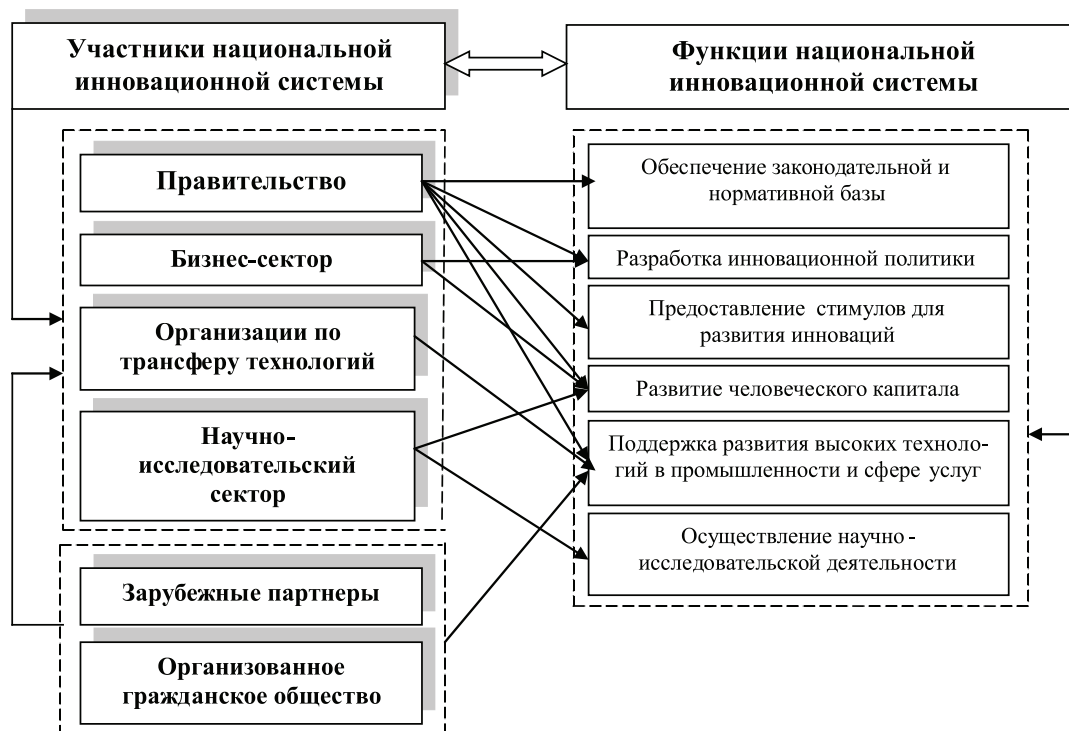 Участники национальной
инновационной системы
Функции национальной
инновационной системы
Правительство
Бизнес-сектор
Организации по
трансферу технологий
Научно-
исследовательский
сектор
Зарубежные партнеры
Организованное
гражданское общество
Обеспечение законодательной и
нормативной базы
Разработка инновационной политики
Предоставление стимулов для
развития инноваций
Развитие человеческого капитала
Поддержка развития высоких техноло-
гий в промышленности и сфере услуг
Осуществление научно-
исследовательской деятельности